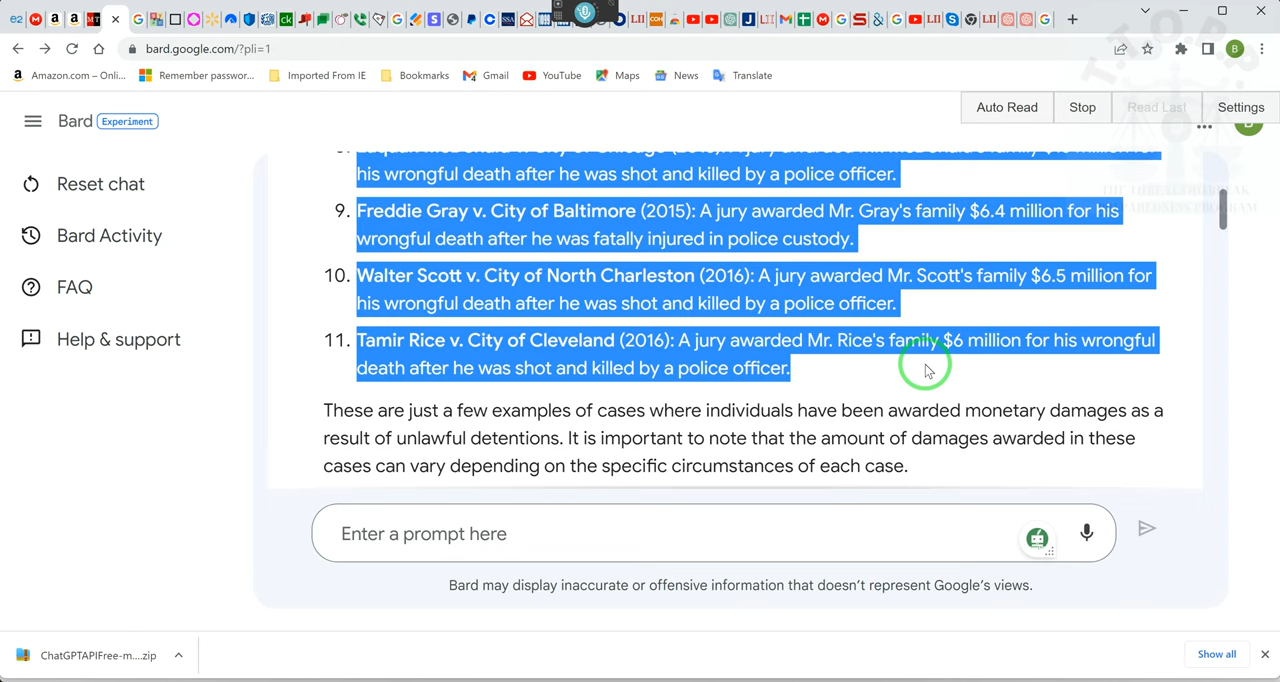 bard.google.com/?pli=1
Amazon.com – Onli...
Remember passwor...
Imported From IE
Bookmarks
Gmail
YouTube
Maps
News
Translate
Auto Read
Stop
Read Last
Settings
Bard Experiment
Reset chat
Bard Activity
FAQ
Help & support
his wrongful death after he was shot and killed by a police officer.
9. Freddie Gray v. City of Baltimore (2015): A jury awarded Mr. Gray's family $6.4 million for his
wrongful death after he was fatally injured in police custody.
10. Walter Scott v. City of North Charleston (2016): A jury awarded Mr. Scott's family $6.5 million for
his wrongful death after he was shot and killed by a police officer.
11. Tamir Rice v. City of Cleveland (2016): A jury awarded Mr. Rice's family $6 million for his wrongful
death after he was shot and killed by a police officer.
These are just a few examples of cases where individuals have been awarded monetary damages as a
result of unlawful detentions. It is important to note that the amount of damages awarded in these
cases can vary depending on the specific circumstances of each case.
Enter a prompt here
Bard may display inaccurate or offensive information that doesn't represent Google's views.
ChatGPTAPIFree-m....zip
Show all